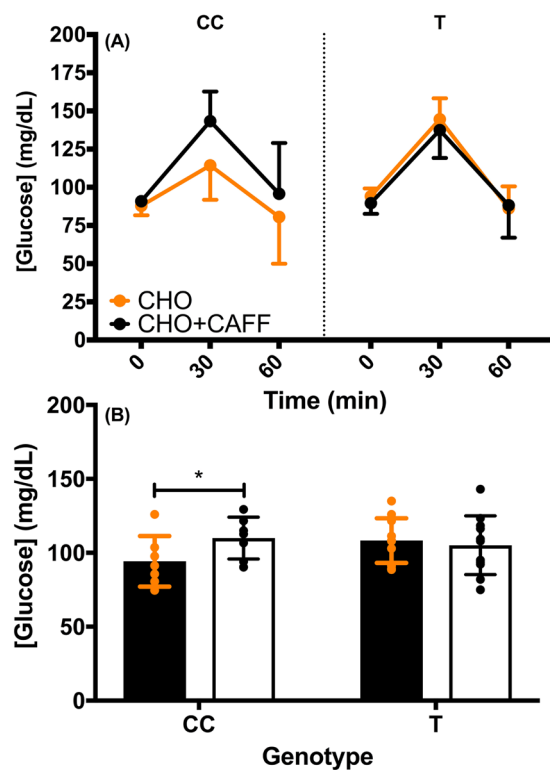 (A)
CC
T
200
175
150
125
100
75
50
25
0
[Glucose] (mg/dL)
CHO
CHO+CAFF
0
30
60
0
30
60
Time (min)
(B)
200
150
100
50
0
[Glucose] (mg/dL)
*
CC
T
Genotype